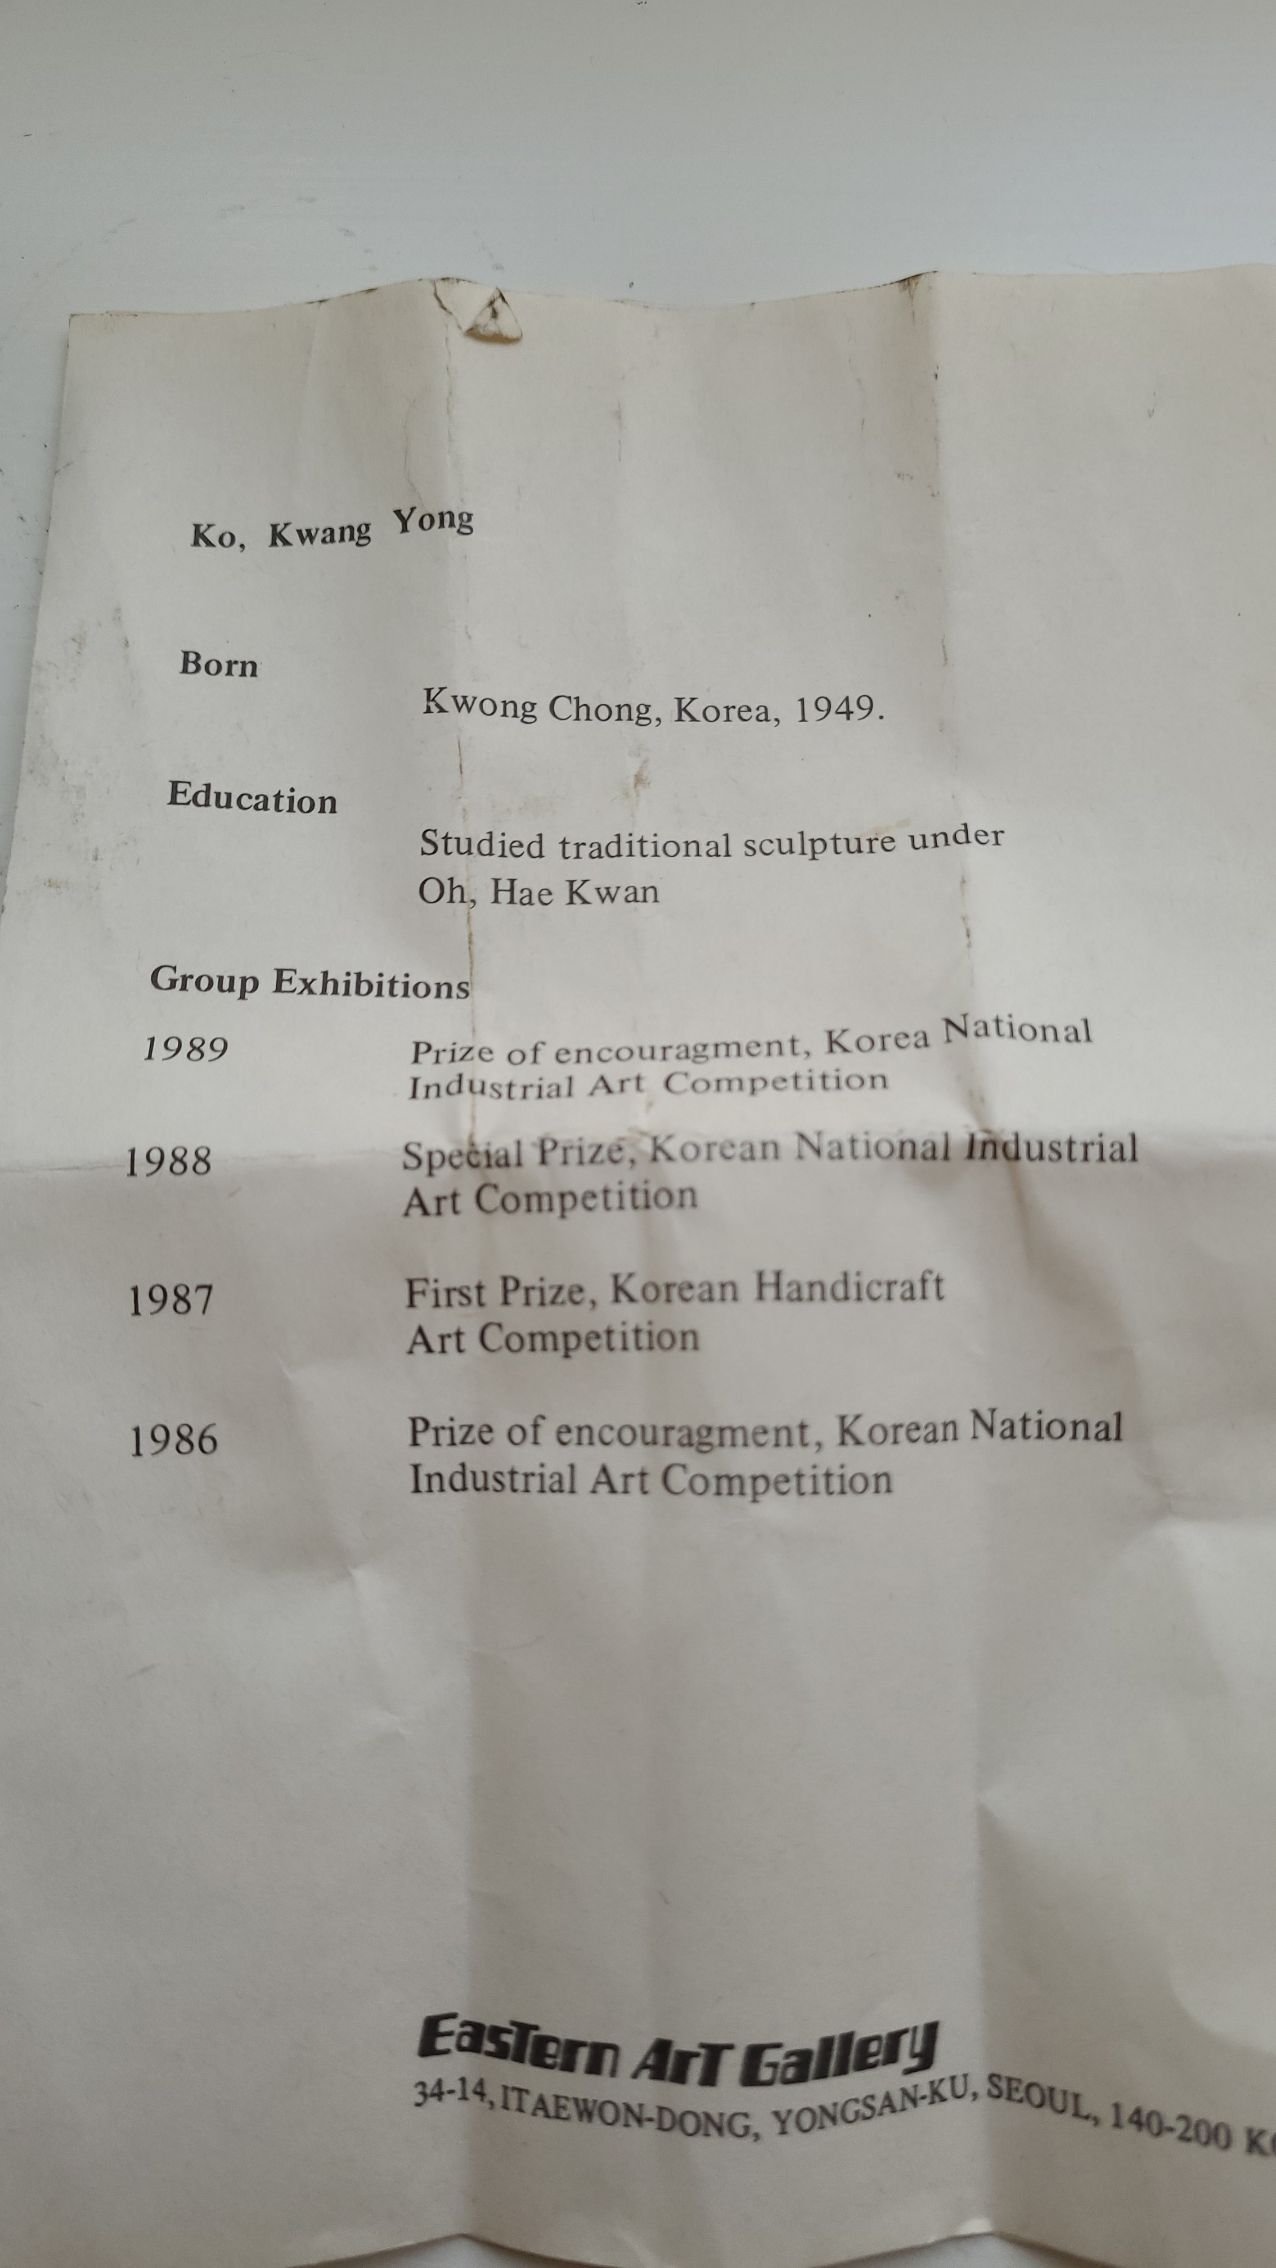 Ko, Kwang Yong
Born
Kwong Chong, Korea, 1949.
Education
Studied traditional sculpture under
Oh, Hae Kwan
Group Exhibitions
1989 Prize of encouragment, Korea National
Industrial Art Competition
1988 Special Prize, Korean National Industrial
Art Competition
1987 First Prize, Korean Handicraft
Art Competition
1986 Prize of encouragment, Korean National
Industrial Art Competition
Eastern Art Gallery
34-14, ITAEWON-DONG, YONGSAN-KU, SEOUL, 140-200